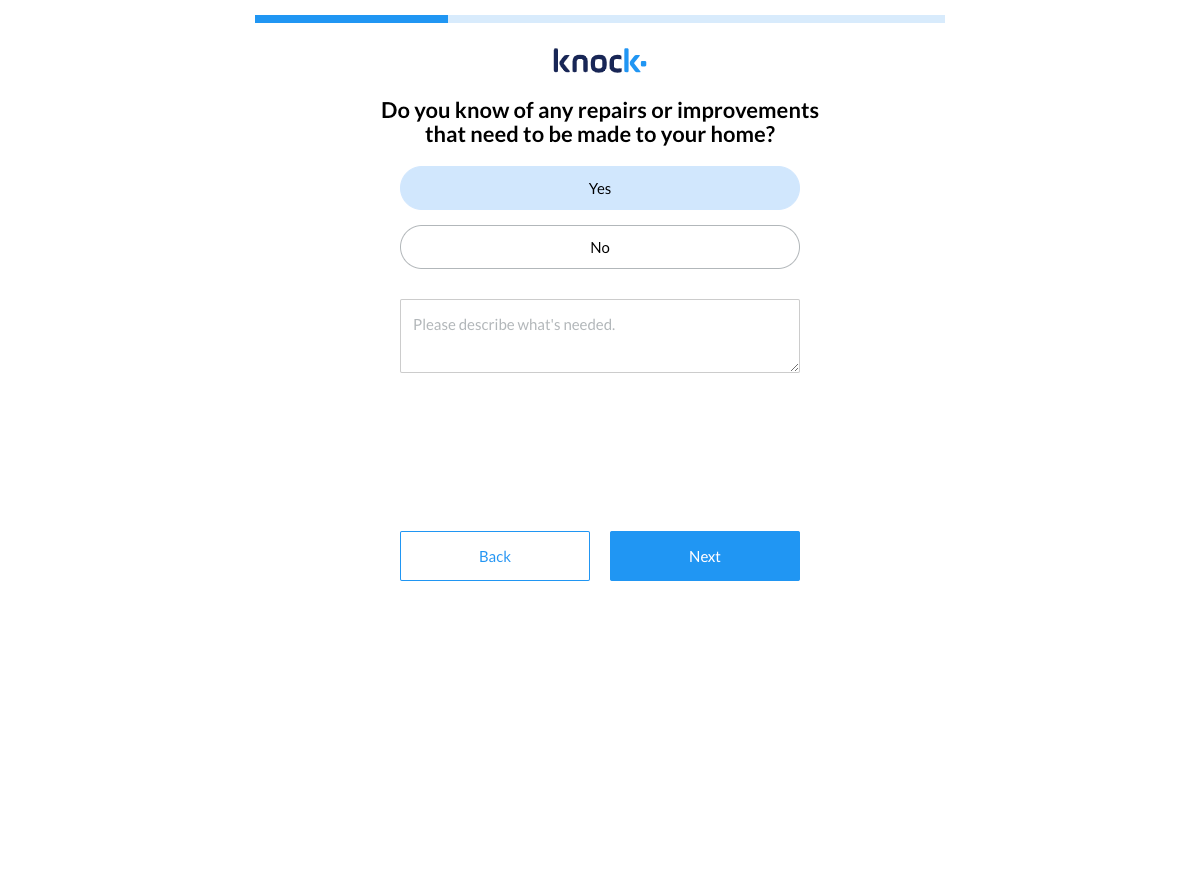 knock
Do you know of any repairs or improvements
that need to be made to your home?
Yes
No
Please describe what's needed.
Back
Next